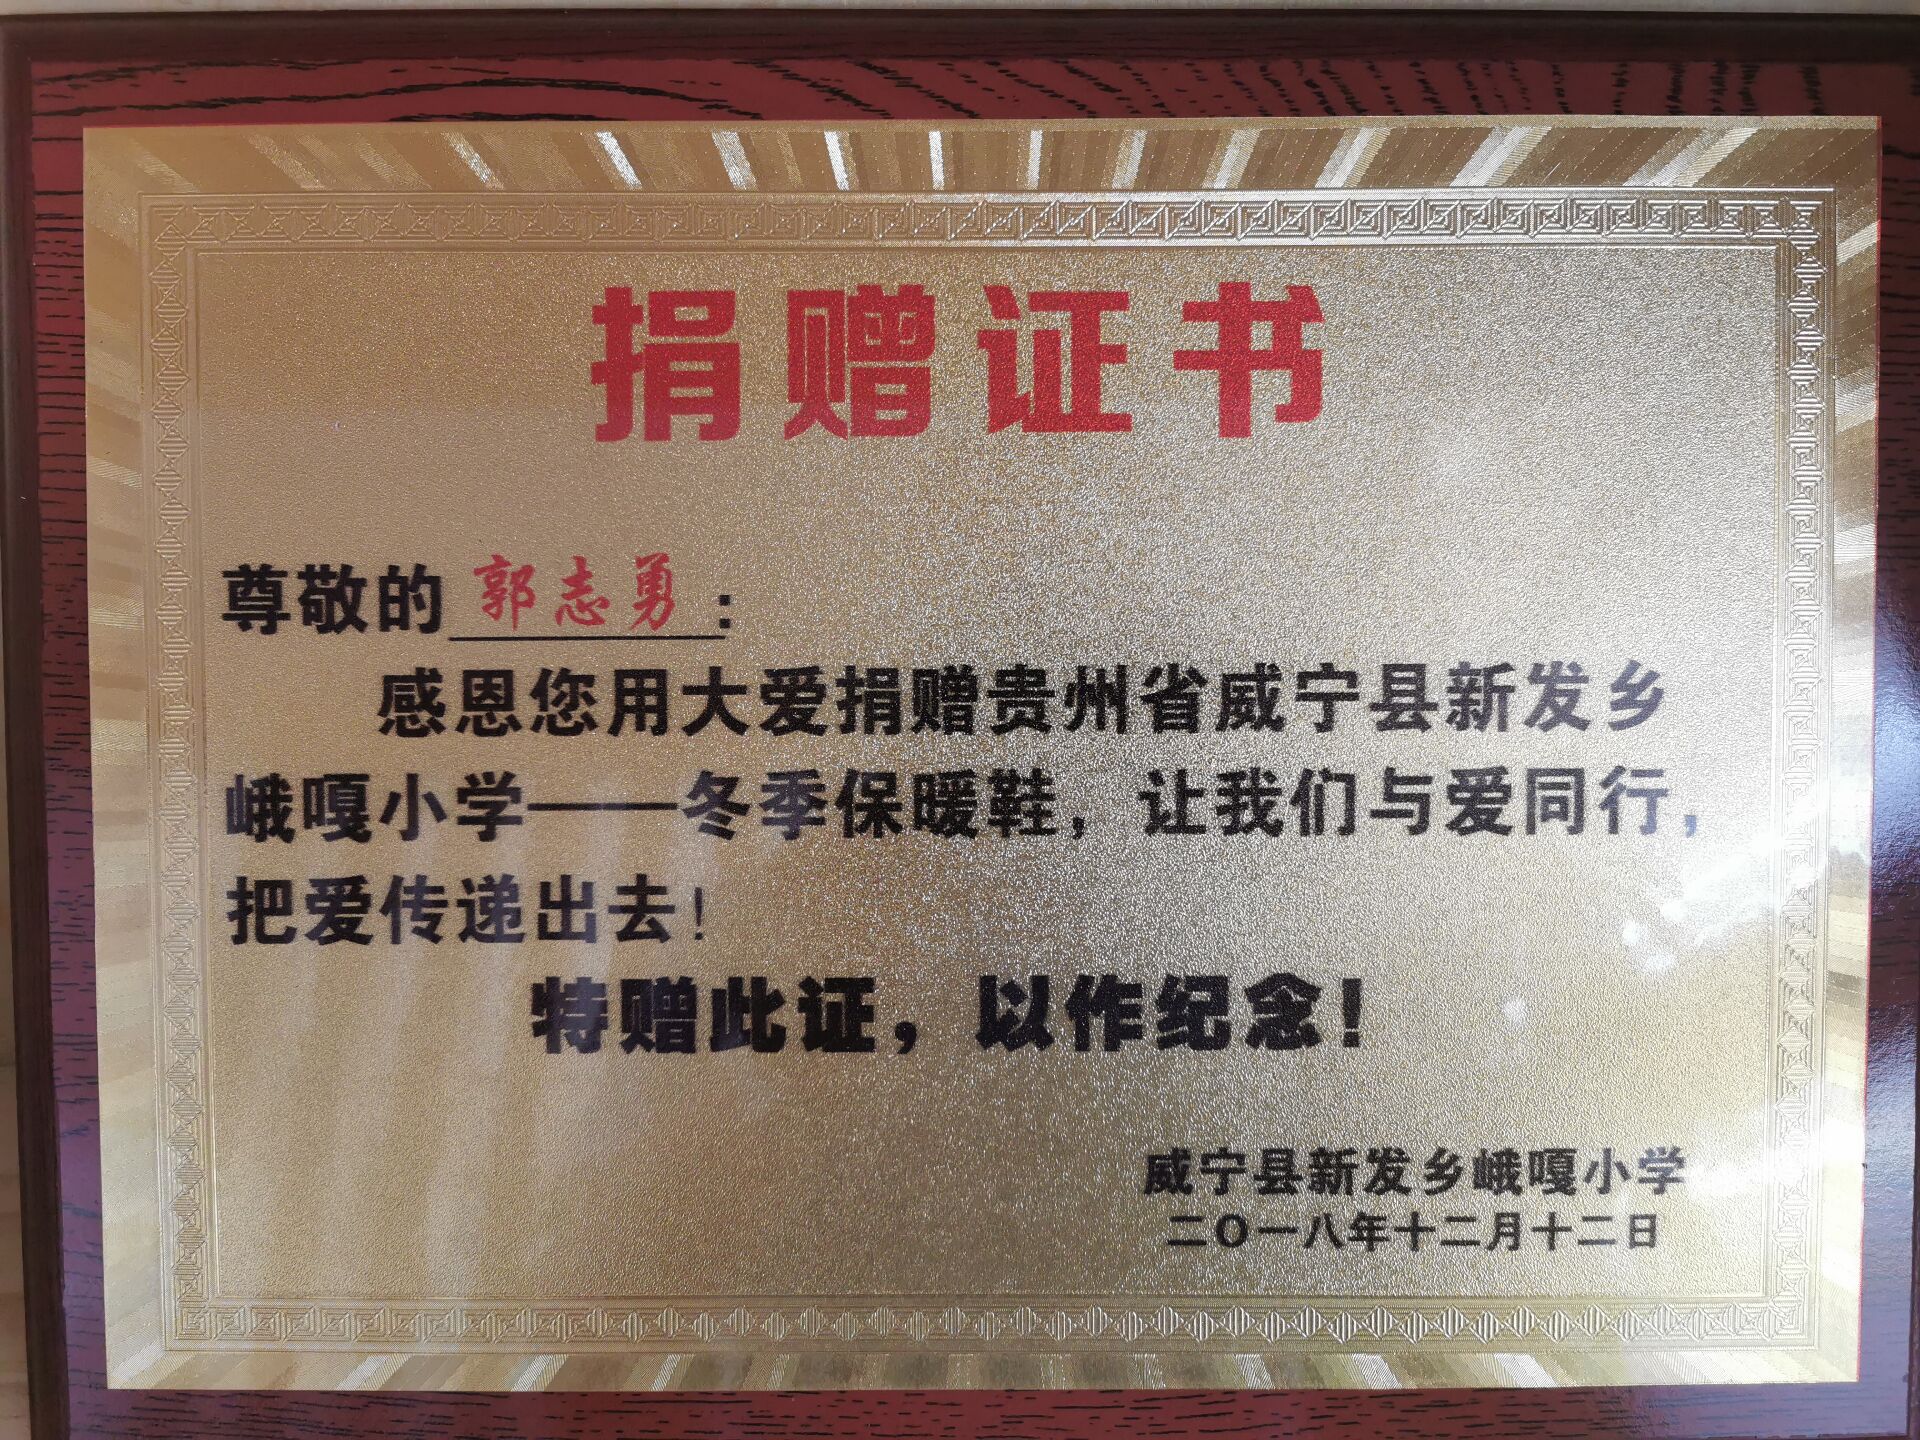 捐赠证书
尊敬的 郭志勇：
感恩您用大爱捐赠贵州省威宁县新发乡
峨嘎小学——冬季保暖鞋，让我们与爱同行，
把爱传递出去！
特赠此证，以作纪念！
威宁县新发乡峨嘎小学
二〇一八年十二月十二日